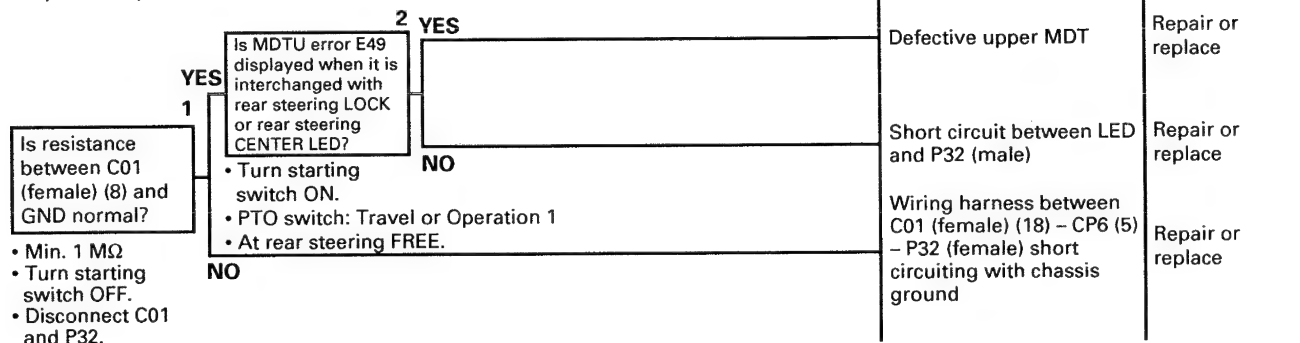 2 YES
Is MDTU error E49
displayed when it is
interchanged with
rear steering LOCK
or rear steering
CENTER LED?
• Turn starting
switch ON.
• PTO switch: Travel or Operation 1
• At rear steering FREE.
YES
1
Is resistance
between C01
(female) (8) and
GND normal?
• Min. 1 MΩ
• Turn starting
switch OFF.
• Disconnect C01
and P32.
NO
NO
Defective upper MDT
Repair or
replace
Short circuit between LED
and P32 (male)
Repair or
replace
Wiring harness between
C01 (female) (18) – CP6 (5)
– P32 (female) short
circuiting with chassis
ground
Repair or
replace